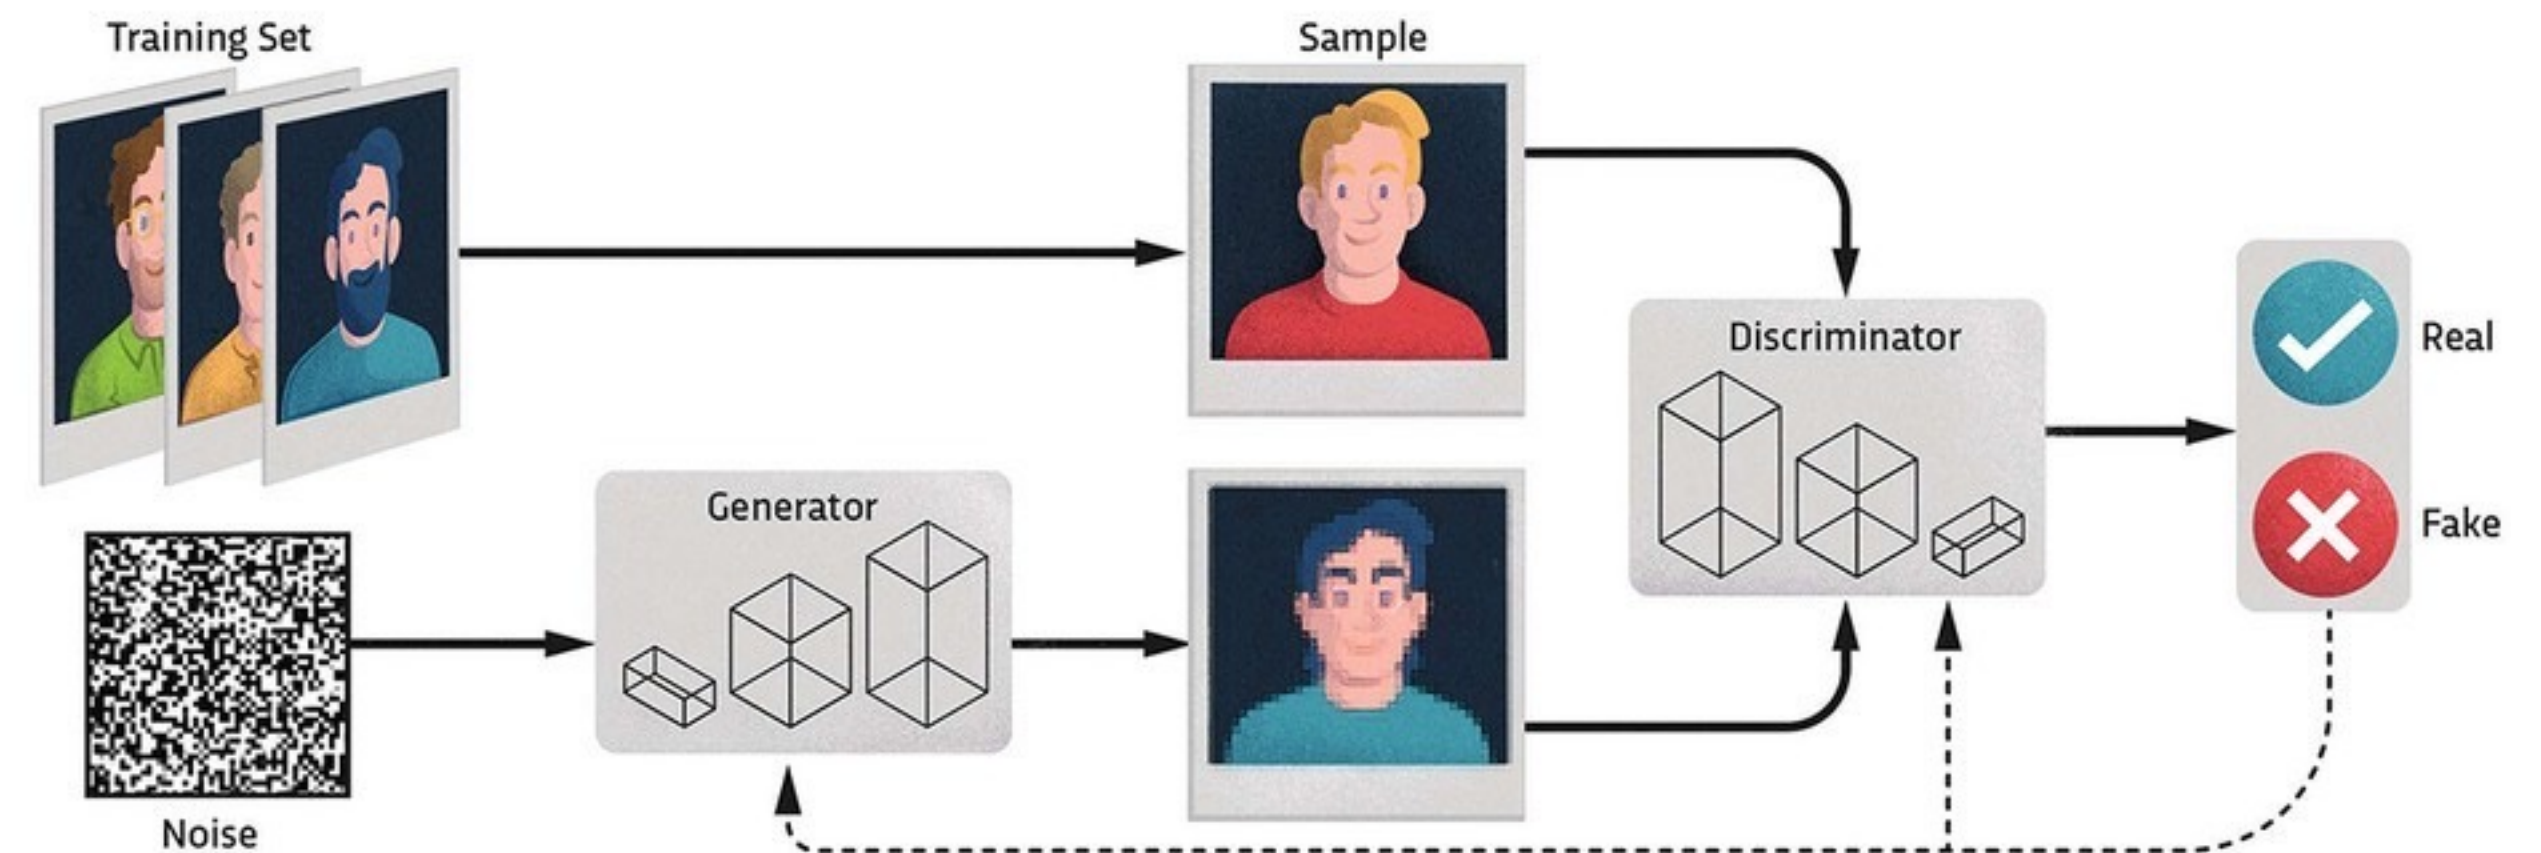 Training Set
Sample
Discriminator
Real
Generator
Fake
Noise